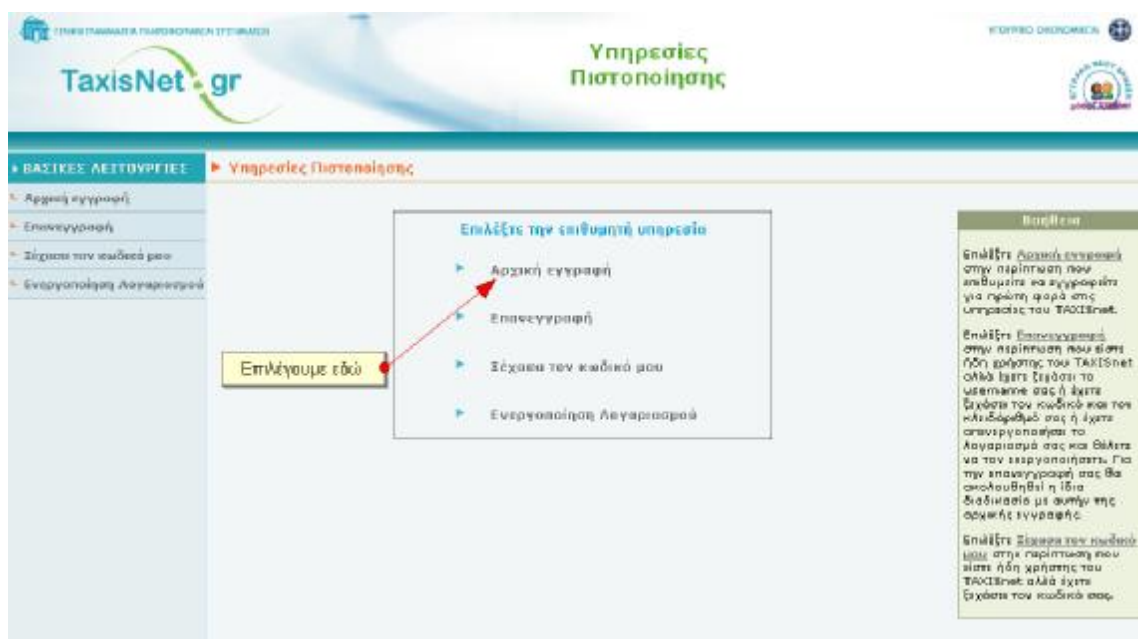 ΓΕΝΙΚΗ ΓΡΑΜΜΑΤΕΙΑ ΠΛΗΡΟΦΟΡΙΑΚΩΝ ΣΥΣΤΗΜΑΤΩΝ
TaxisNet.gr
Υπηρεσίες
Πιστοποίησης
ΥΠΟΥΡΓΕΙΟ ΟΙΚΟΝΟΜΙΚΩΝ
ΒΑΣΙΚΕΣ ΛΕΙΤΟΥΡΓΙΕΣ
Αρχική εγγραφή
Επανεγγραφή
Ξέχασα τον κωδικό μου
Ενεργοποίηση Λογαριασμού
Υπηρεσίες Πιστοποίησης
Επιλέξτε την επιθυμητή υπηρεσία
Αρχική εγγραφή
Επανεγγραφή
Ξέχασα τον κωδικό μου
Ενεργοποίηση Λογαριασμού
Επιλέγουμε εδώ
Βοήθεια
Επιλέξτε Αρχική εγγραφή
στην περίπτωση που
επιθυμείτε να εγγραφείτε
για πρώτη φορά στις
υπηρεσίες του TAXISnet.
Επιλέξτε Επανεγγραφή
στην περίπτωση που είστε
ήδη χρήστης του TAXISnet
αλλά έχετε ξεχάσει το
username σας ή έχετε
ξεχάσει τον κωδικό και τον
κλειδάριθμό σας ή έχετε
απενεργοποιήσει το
λογαριασμό σας και θέλετε
να τον ενεργοποιήσετε. Για
την επανεγγραφή σας θα
ακολουθηθεί η ίδια
διαδικασία με αυτήν της
αρχικής εγγραφής.
Επιλέξτε Ξέχασα τον κωδικό
μου στην περίπτωση που
είστε ήδη χρήστης του
TAXISnet αλλά έχετε
ξεχάσει τον κωδικό σας.